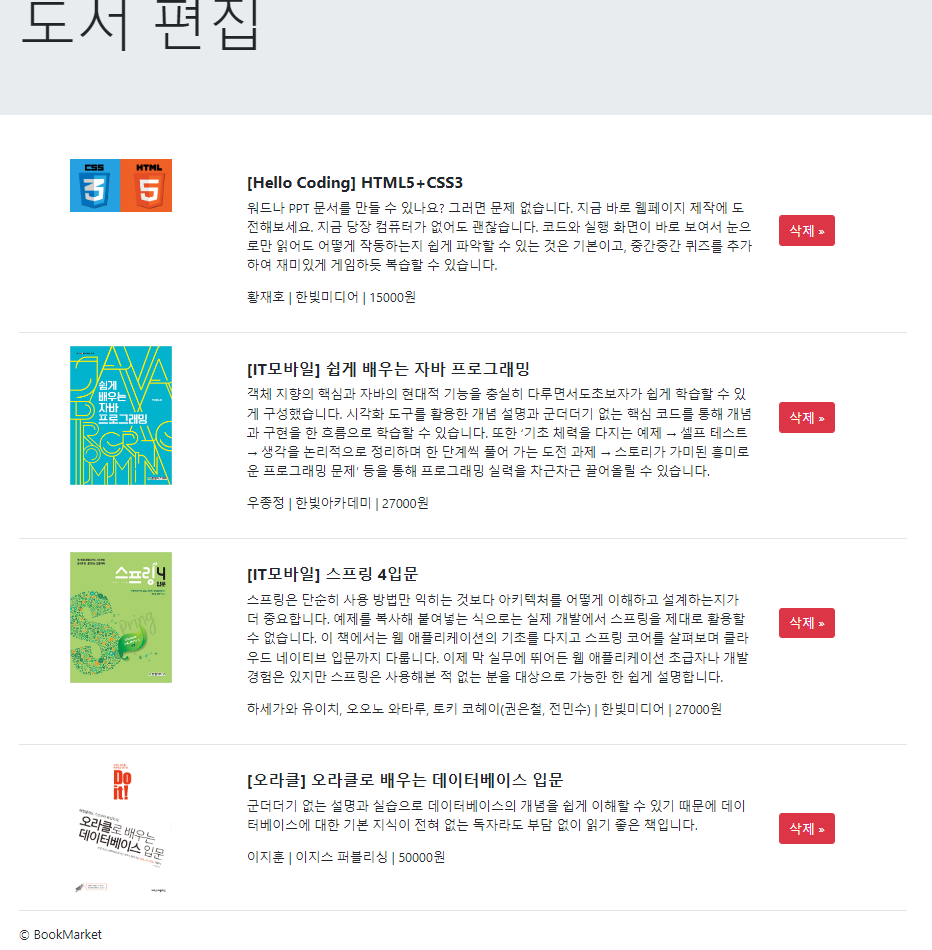 도서 편집
CSS HTML
3 5
[Hello Coding] HTML5+CSS3
워드나 PPT 문서를 만들 수 있나요? 그러면 문제 없습니다. 지금 바로 웹페이지 제작에 도
전해보세요. 지금 당장 컴퓨터가 없어도 괜찮습니다. 코드와 실행 화면이 바로 보여서 눈으
로만 읽어도 어떻게 작동하는지 쉽게 파악할 수 있는 것은 기본이고, 중간중간 퀴즈를 추가
하여 재미있게 게임하듯 복습할 수 있습니다.
황재호 | 한빛미디어 | 15000원
삭제 »
쉽게
배우는
자바
프로그래밍
[IT모바일] 쉽게 배우는 자바 프로그래밍
객체 지향의 핵심과 자바의 현대적 기능을 충실히 다루면서도초보자가 쉽게 학습할 수 있
게 구성했습니다. 시각화 도구를 활용한 개념 설명과 군더더기 없는 핵심 코드를 통해 개념
과 구현을 한 흐름으로 학습할 수 있습니다. 또한 ‘기초 체력을 다지는 예제 → 셀프 테스트
→ 생각을 논리적으로 정리하며 한 단계씩 풀어 가는 도전 과제 → 스토리가 가미된 흥미로
운 프로그래밍 문제’ 등을 통해 프로그래밍 실력을 차근차근 끌어올릴 수 있습니다.
우종정 | 한빛아카데미 | 27000원
삭제 »
스프링4
입문
[IT모바일] 스프링 4입문
스프링은 단순히 사용 방법만 익히는 것보다 아키텍처를 어떻게 이해하고 설계하는지가
더 중요합니다. 예제를 복사해 붙여넣는 식으로는 실제 개발에서 스프링을 제대로 활용할
수 없습니다. 이 책에서는 웹 애플리케이션의 기초를 다지고 스프링 코어를 살펴보며 클라
우드 네이티브 입문까지 다룹니다. 이제 막 실무에 뛰어든 웹 애플리케이션 초급자나 개발
경험은 있지만 스프링은 사용해본 적 없는 분을 대상으로 가능한 한 쉽게 설명합니다.
하세가와 유이치, 오오노 와타루, 토키 코헤이(권은철, 전민수) | 한빛미디어 | 27000원
삭제 »
Do
it!
오라클로 배우는
데이터베이스 입문
[오라클] 오라클로 배우는 데이터베이스 입문
군더더기 없는 설명과 실습으로 데이터베이스의 개념을 쉽게 이해할 수 있기 때문에 데이
터베이스에 대한 기본 지식이 전혀 없는 독자라도 부담 없이 읽기 좋은 책입니다.
이지훈 | 이지스 퍼블리싱 | 50000원
삭제 »
© BookMarket